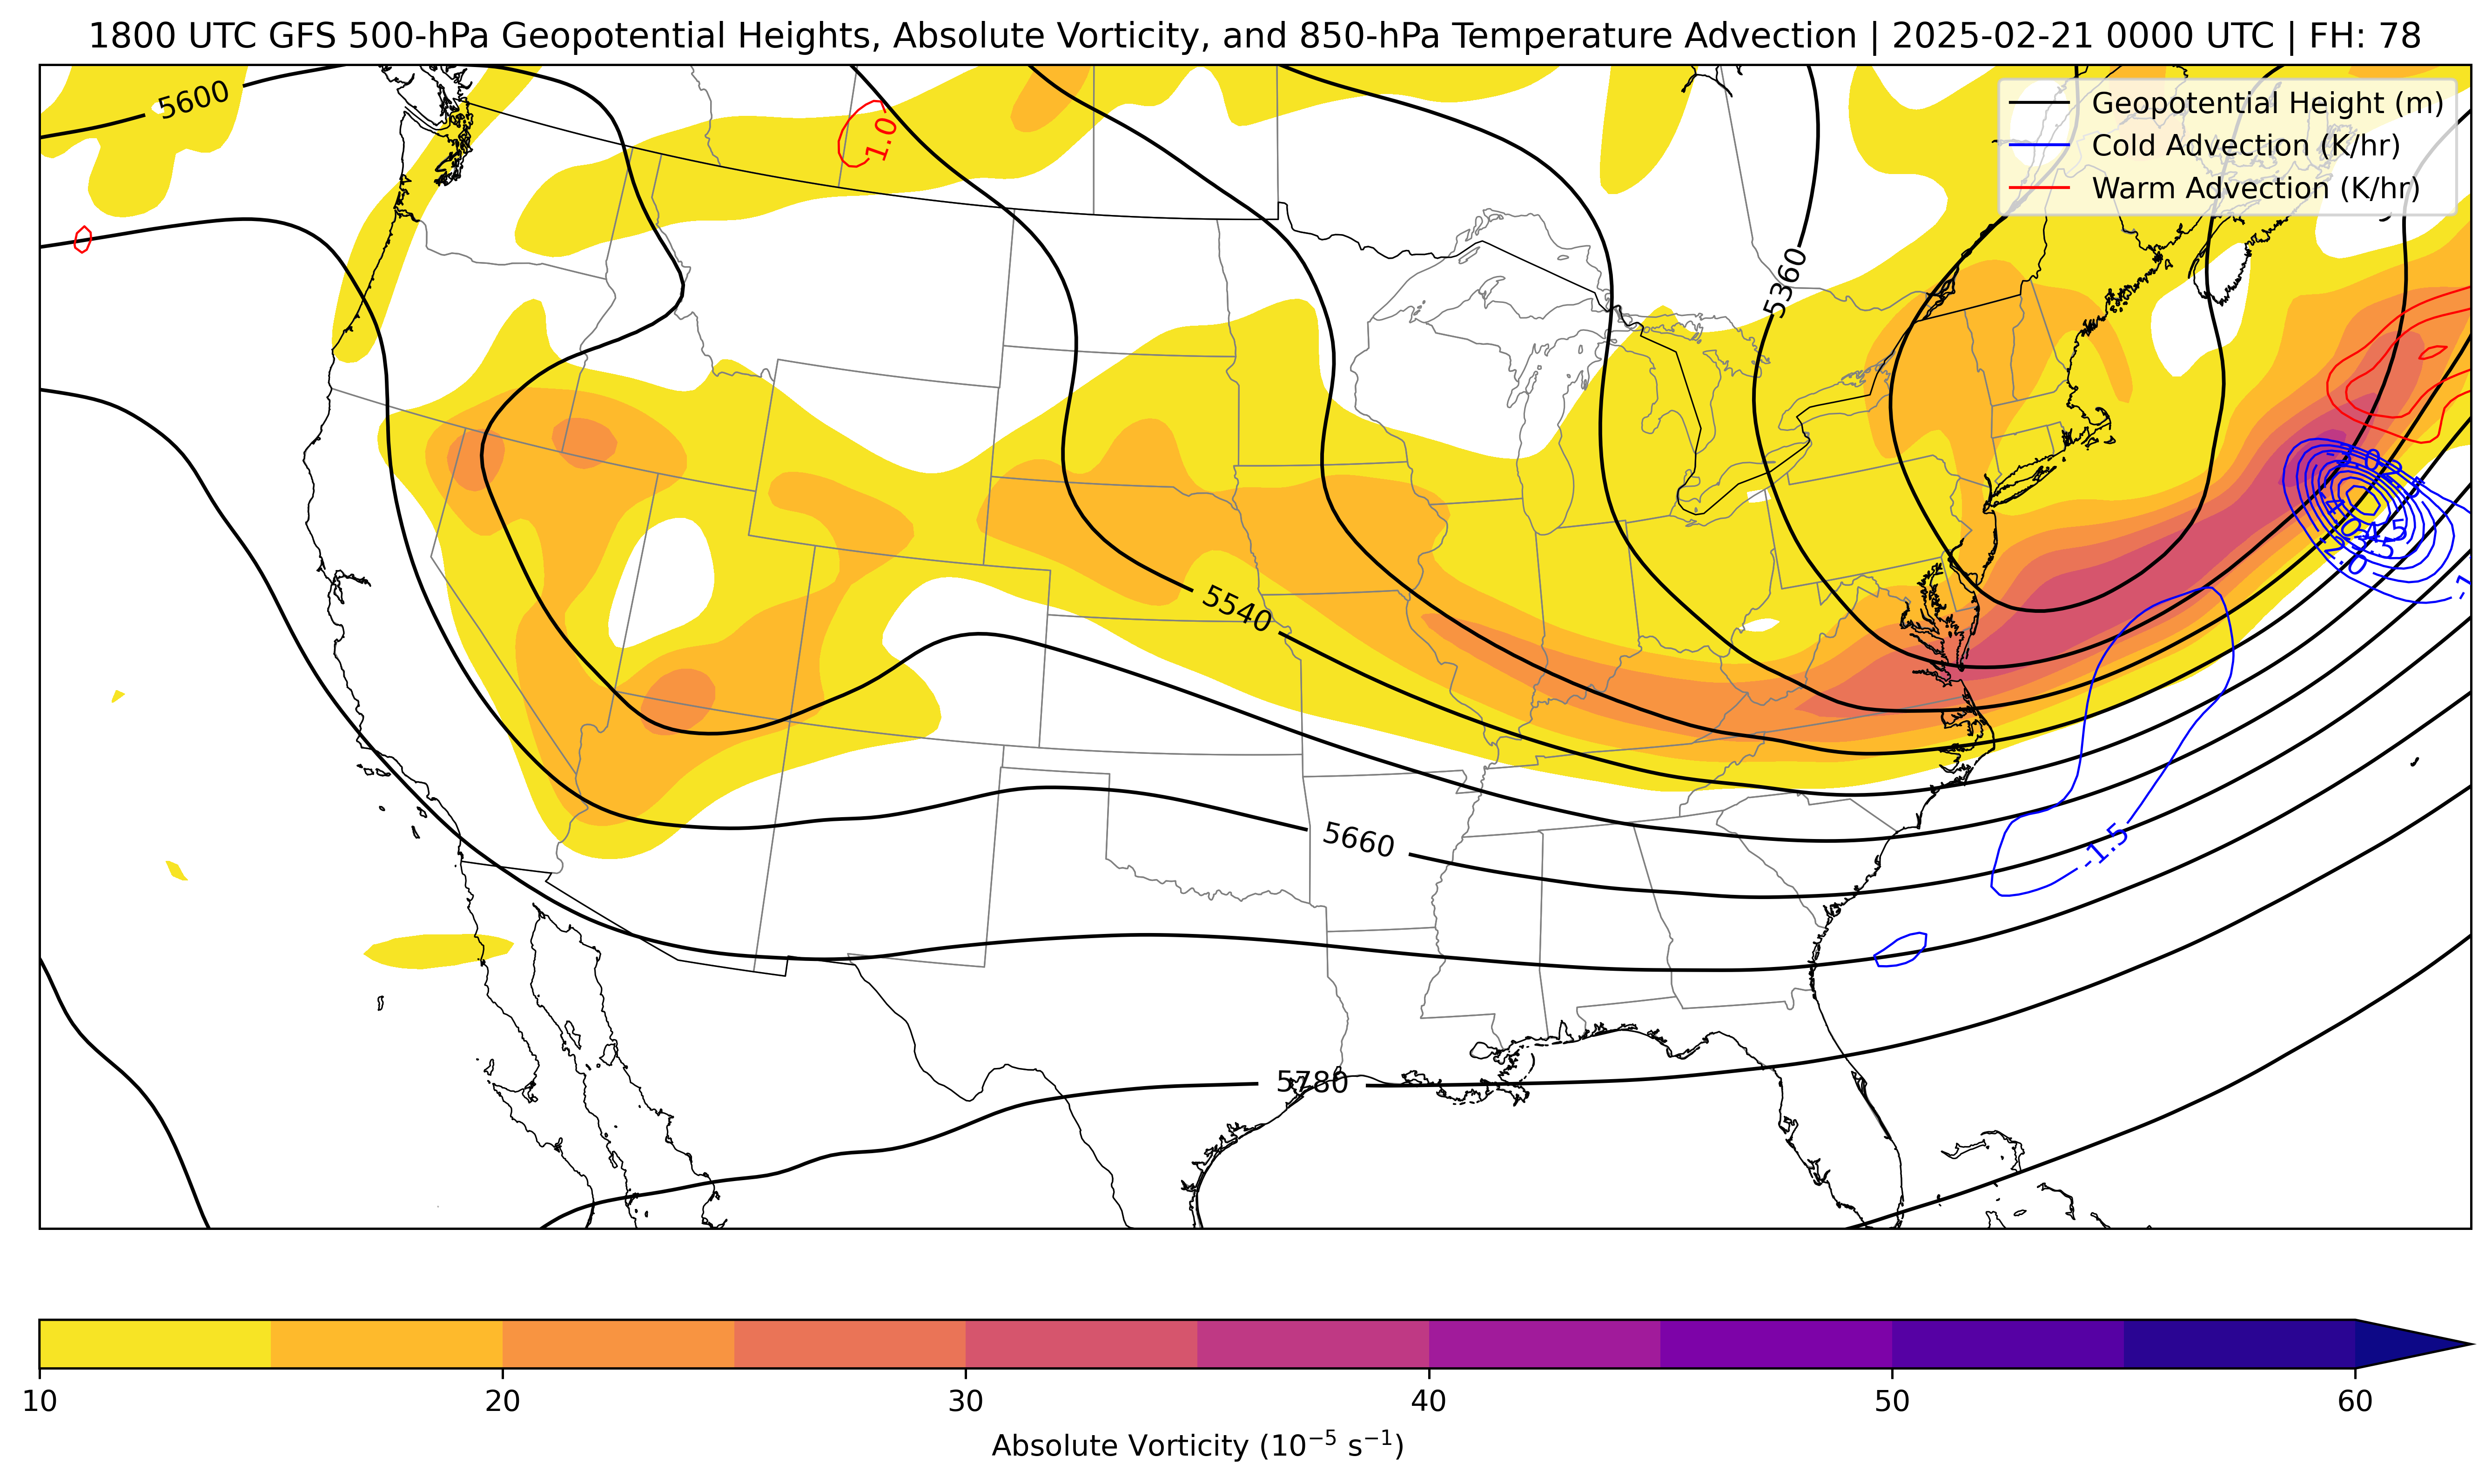 1800 UTC GFS 500-hPa Geopotential Heights, Absolute Vorticity, and 850-hPa Temperature Advection | 2025-02-21 0000 UTC | FH: 78
Geopotential Height (m)
Cold Advection (K/hr)
Warm Advection (K/hr)
5600
1.0
5360
5540
5660
-1.5
5780
10 20 30 40 50 60
Absolute Vorticity (10⁻⁵ s⁻¹)